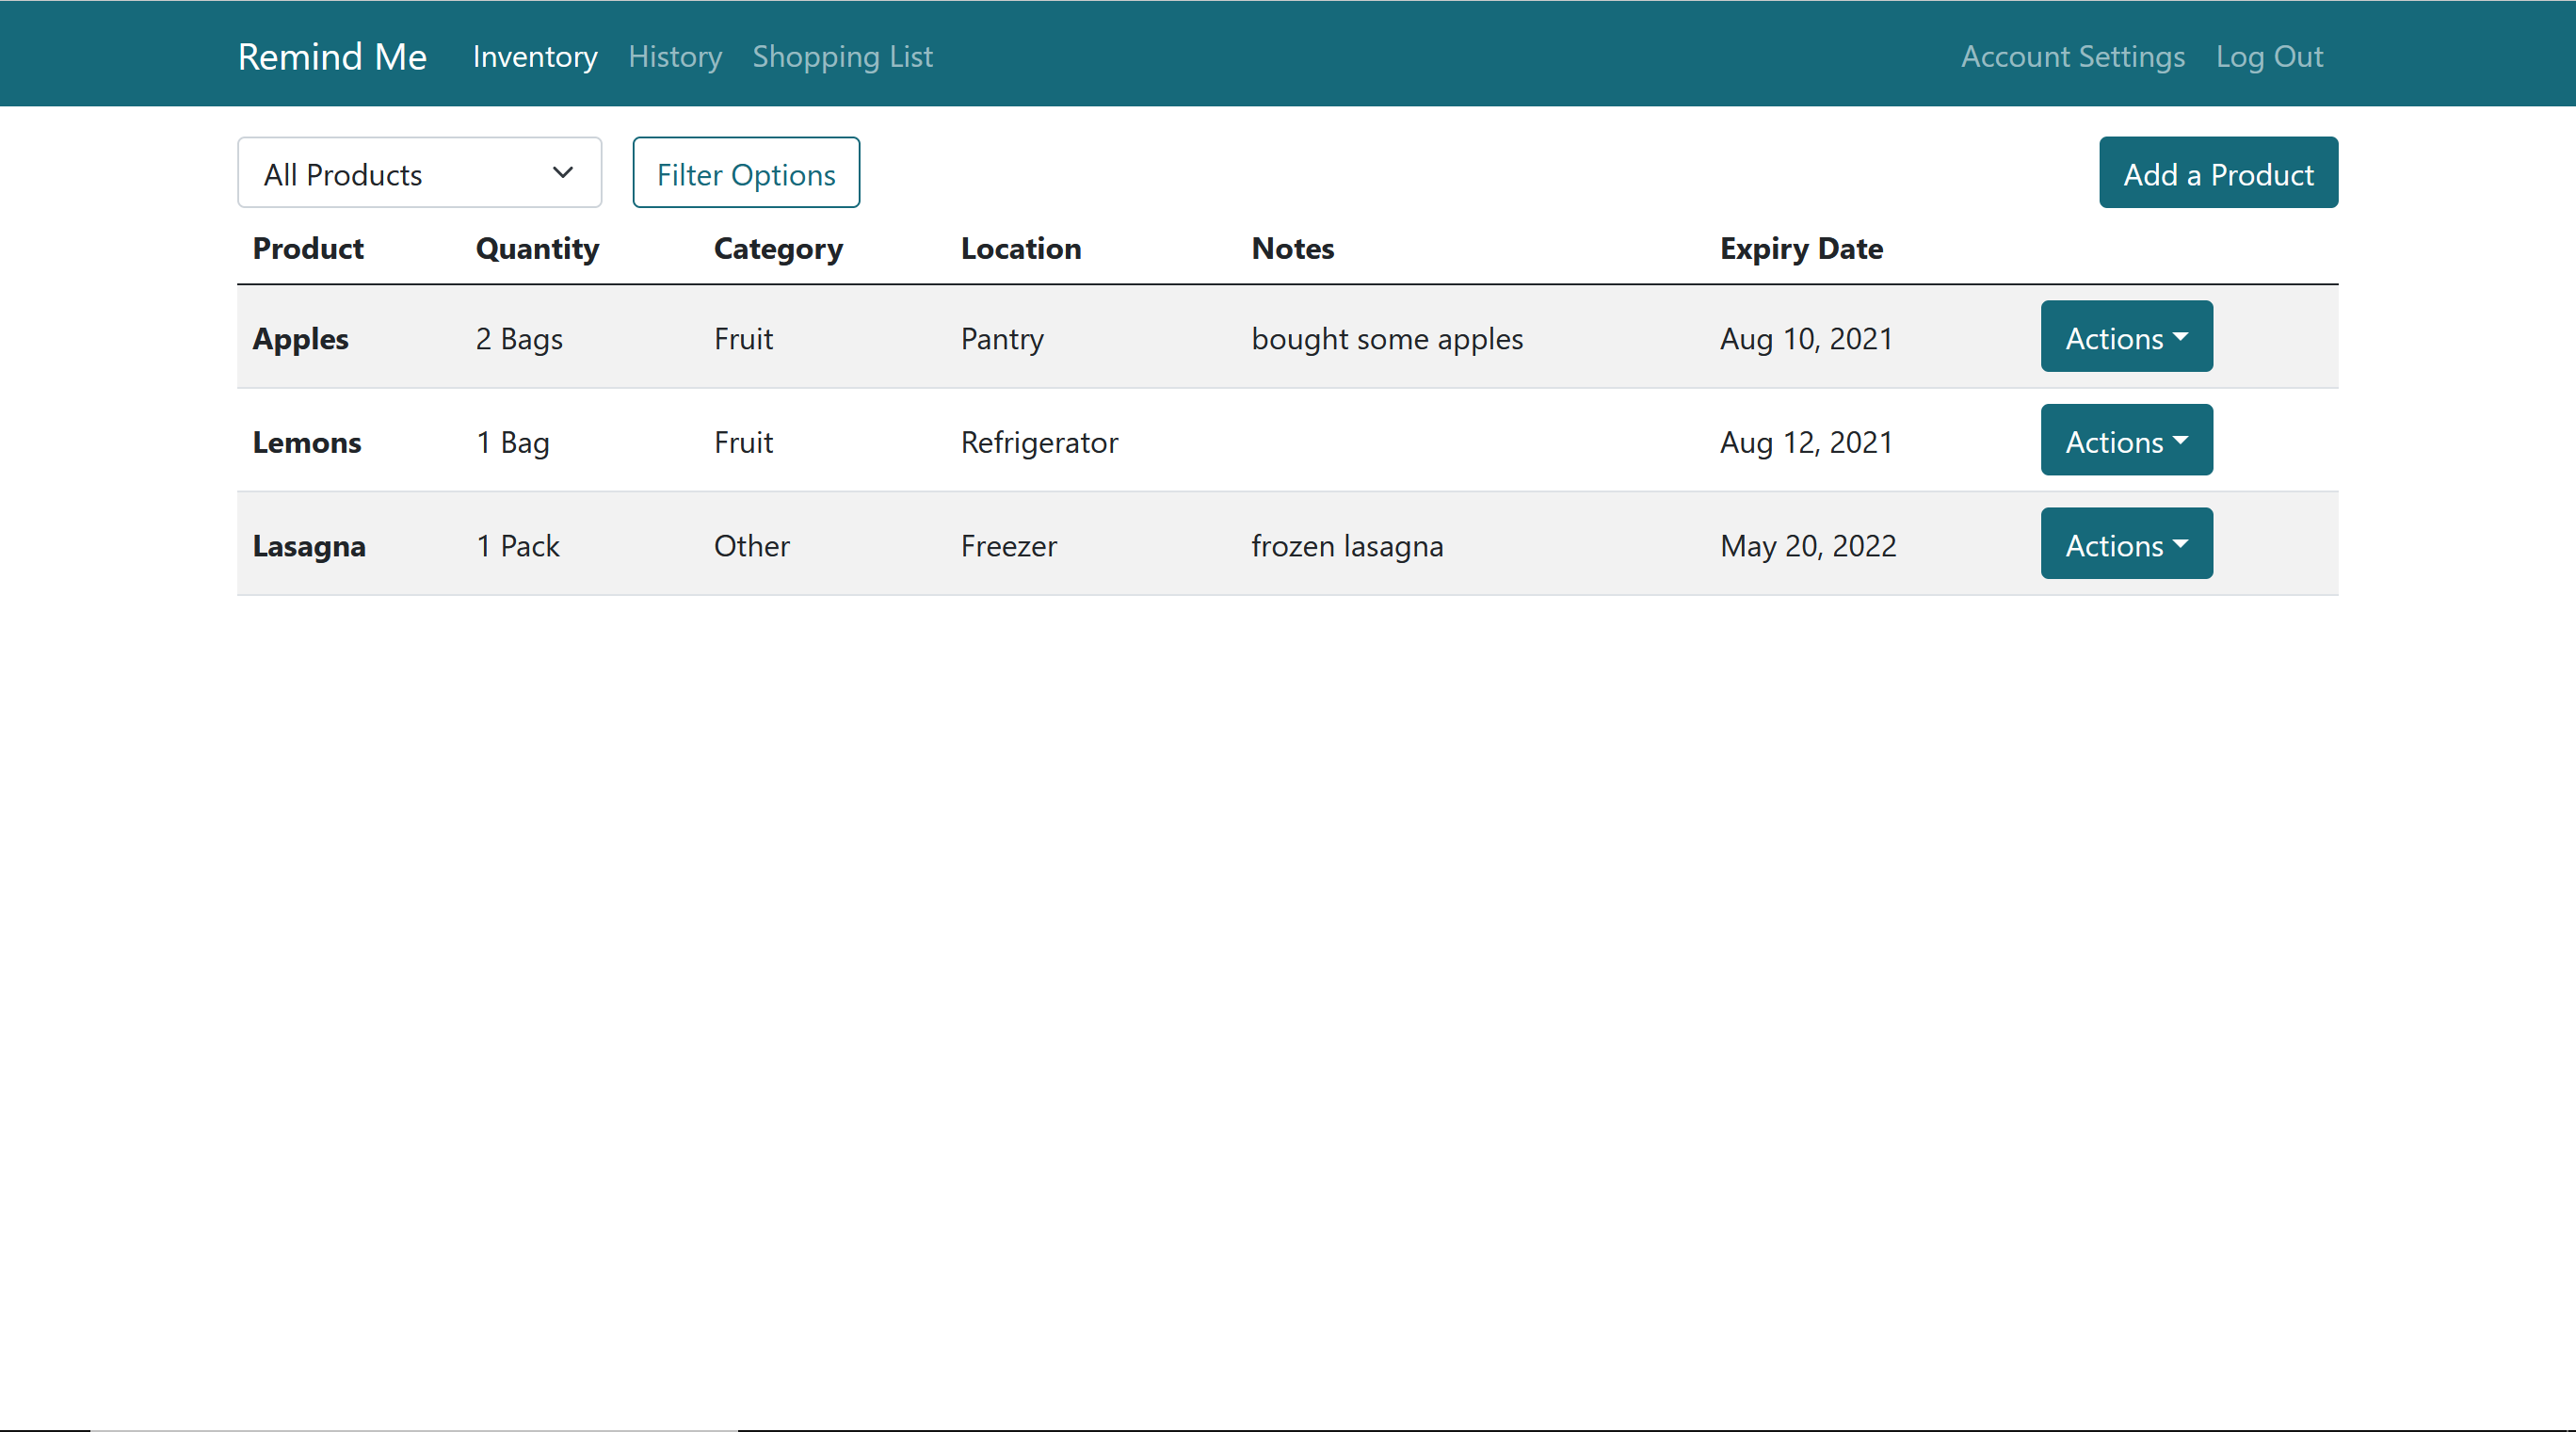 Remind Me Inventory History Shopping List Account Settings Log Out
All Products Filter Options Add a Product
Product Quantity Category Location Notes Expiry Date
Apples 2 Bags Fruit Pantry bought some apples Aug 10, 2021 Actions
Lemons 1 Bag Fruit Refrigerator Aug 12, 2021 Actions
Lasagna 1 Pack Other Freezer frozen lasagna May 20, 2022 Actions